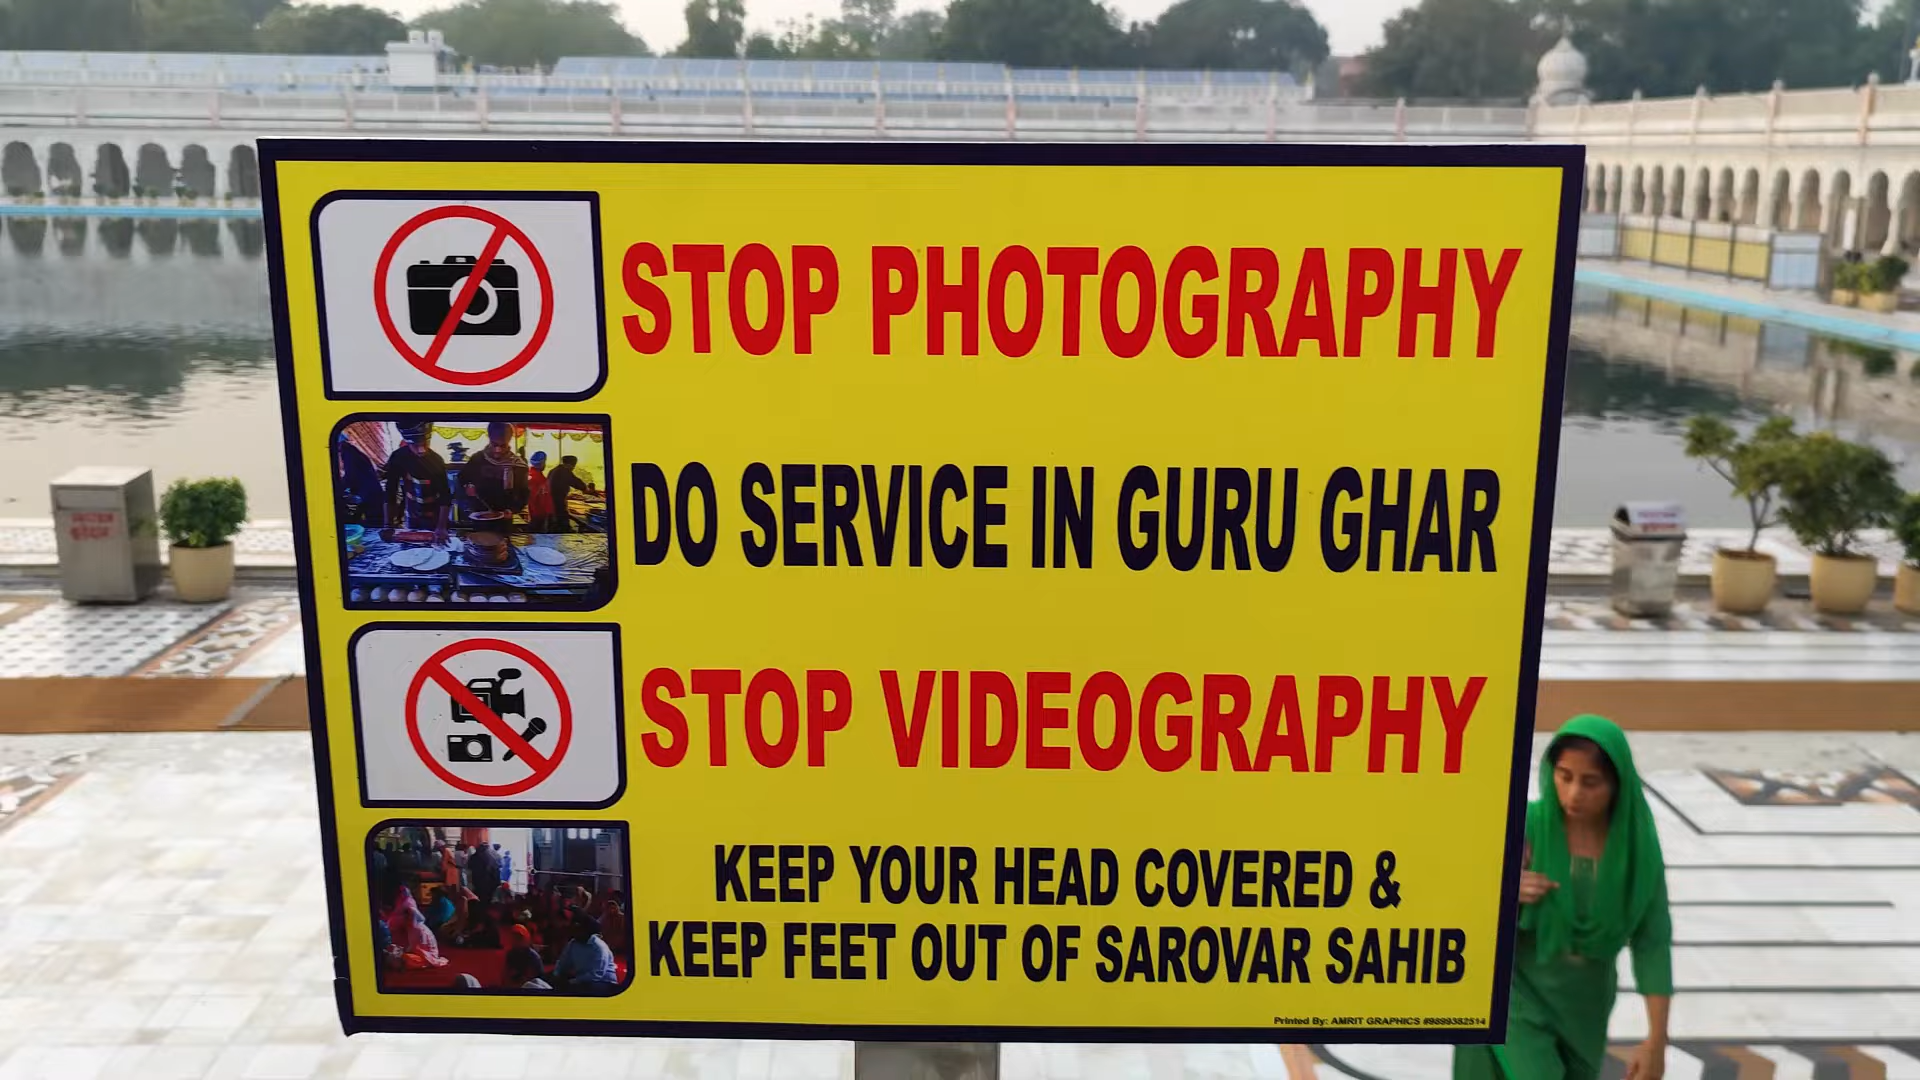 STOP PHOTOGRAPHY
DO SERVICE IN GURU GHAR
STOP VIDEOGRAPHY
KEEP YOUR HEAD COVERED &
KEEP FEET OUT OF SAROVAR SAHIB
Printed By: AMRIT GRAPHICS #9899382514